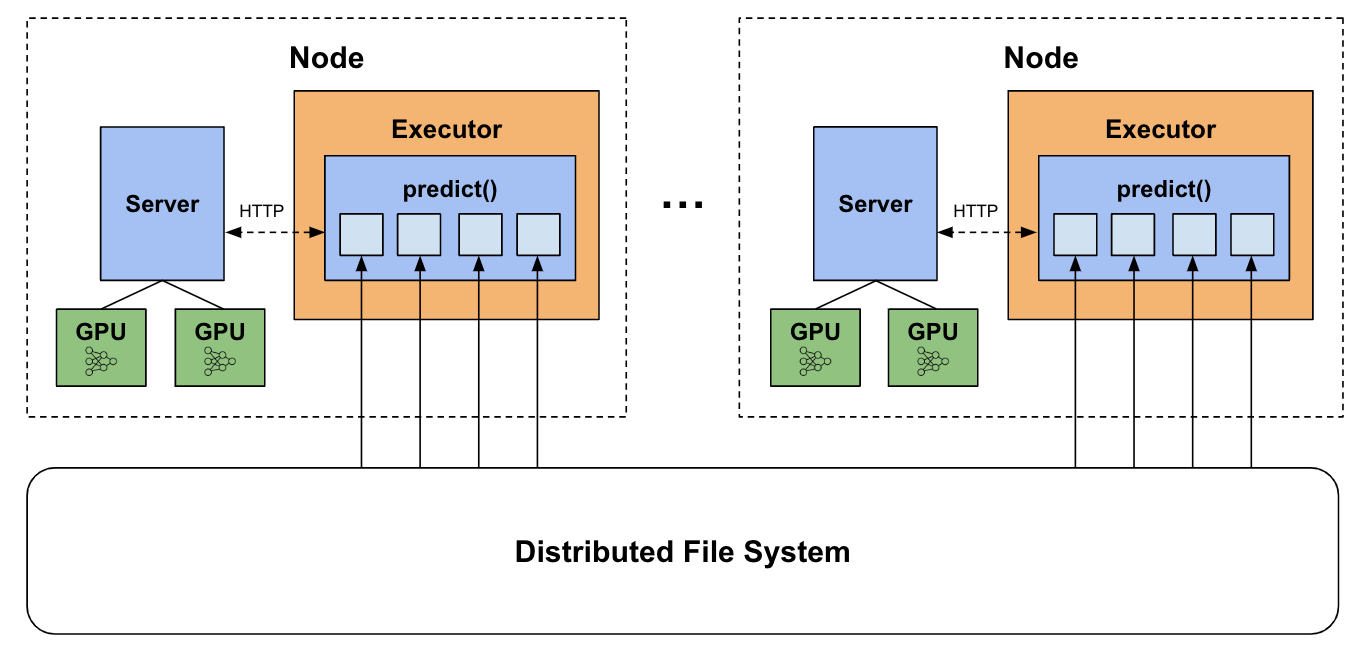 Node
Executor
predict()
Server
HTTP
GPU
GPU
...
Node
Executor
predict()
Server
HTTP
GPU
GPU
Distributed File System